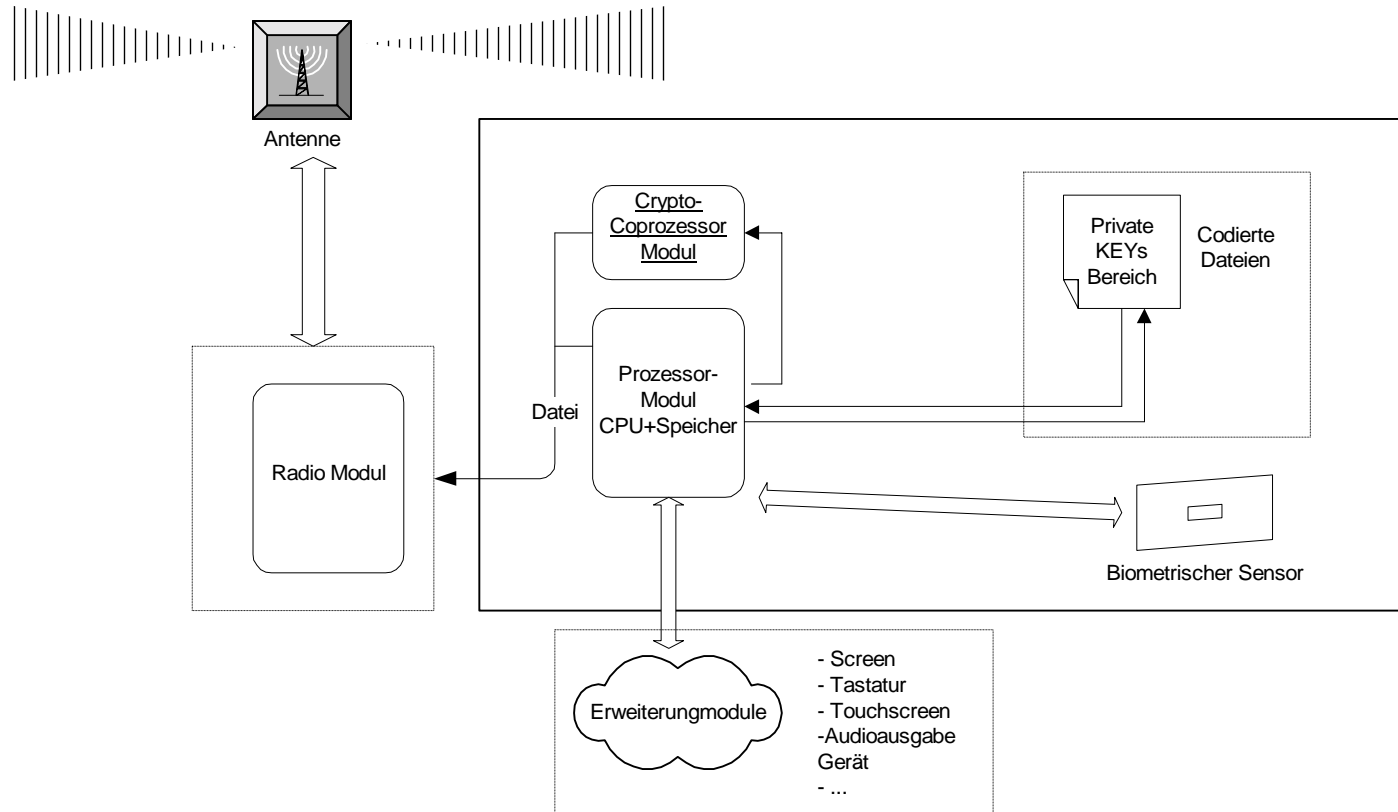 Antenne
Crypto-
Coprozessor
Modul
Private
KEYs
Bereich
Codierte
Dateien
Prozessor-
Modul
CPU+Speicher
Datei
Radio Modul
Biometrischer Sensor
Erweiterungmodule
- Screen
- Tastatur
- Touchscreen
-Audioausgabe
Gerät
- ...